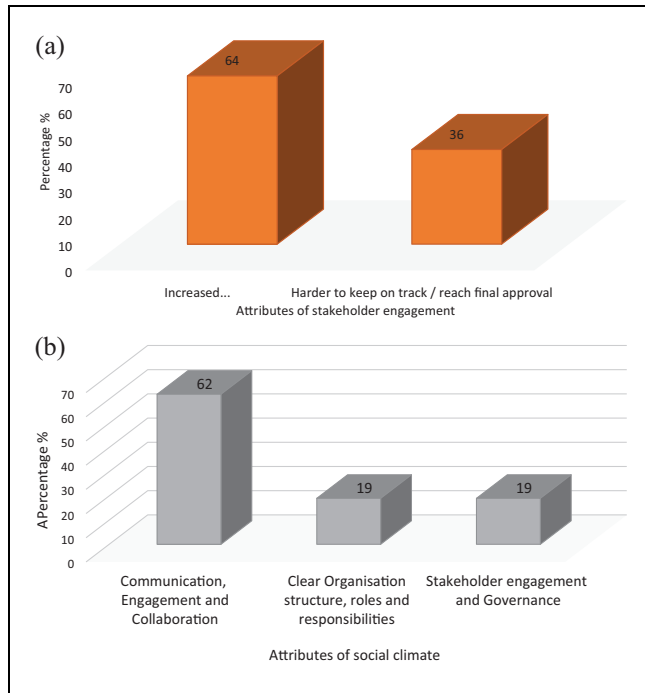 (a)
64
36
70
60
50
40
30
20
10
0
Percentage %
Increased...
Harder to keep on track / reach final approval
Attributes of stakeholder engagement
(b)
62
19
19
70
60
50
40
30
20
10
0
APercentage %
Communication,
Engagement and
Collaboration
Clear Organisation
structure, roles and
responsibilities
Stakeholder engagement
and Governance
Attributes of social climate